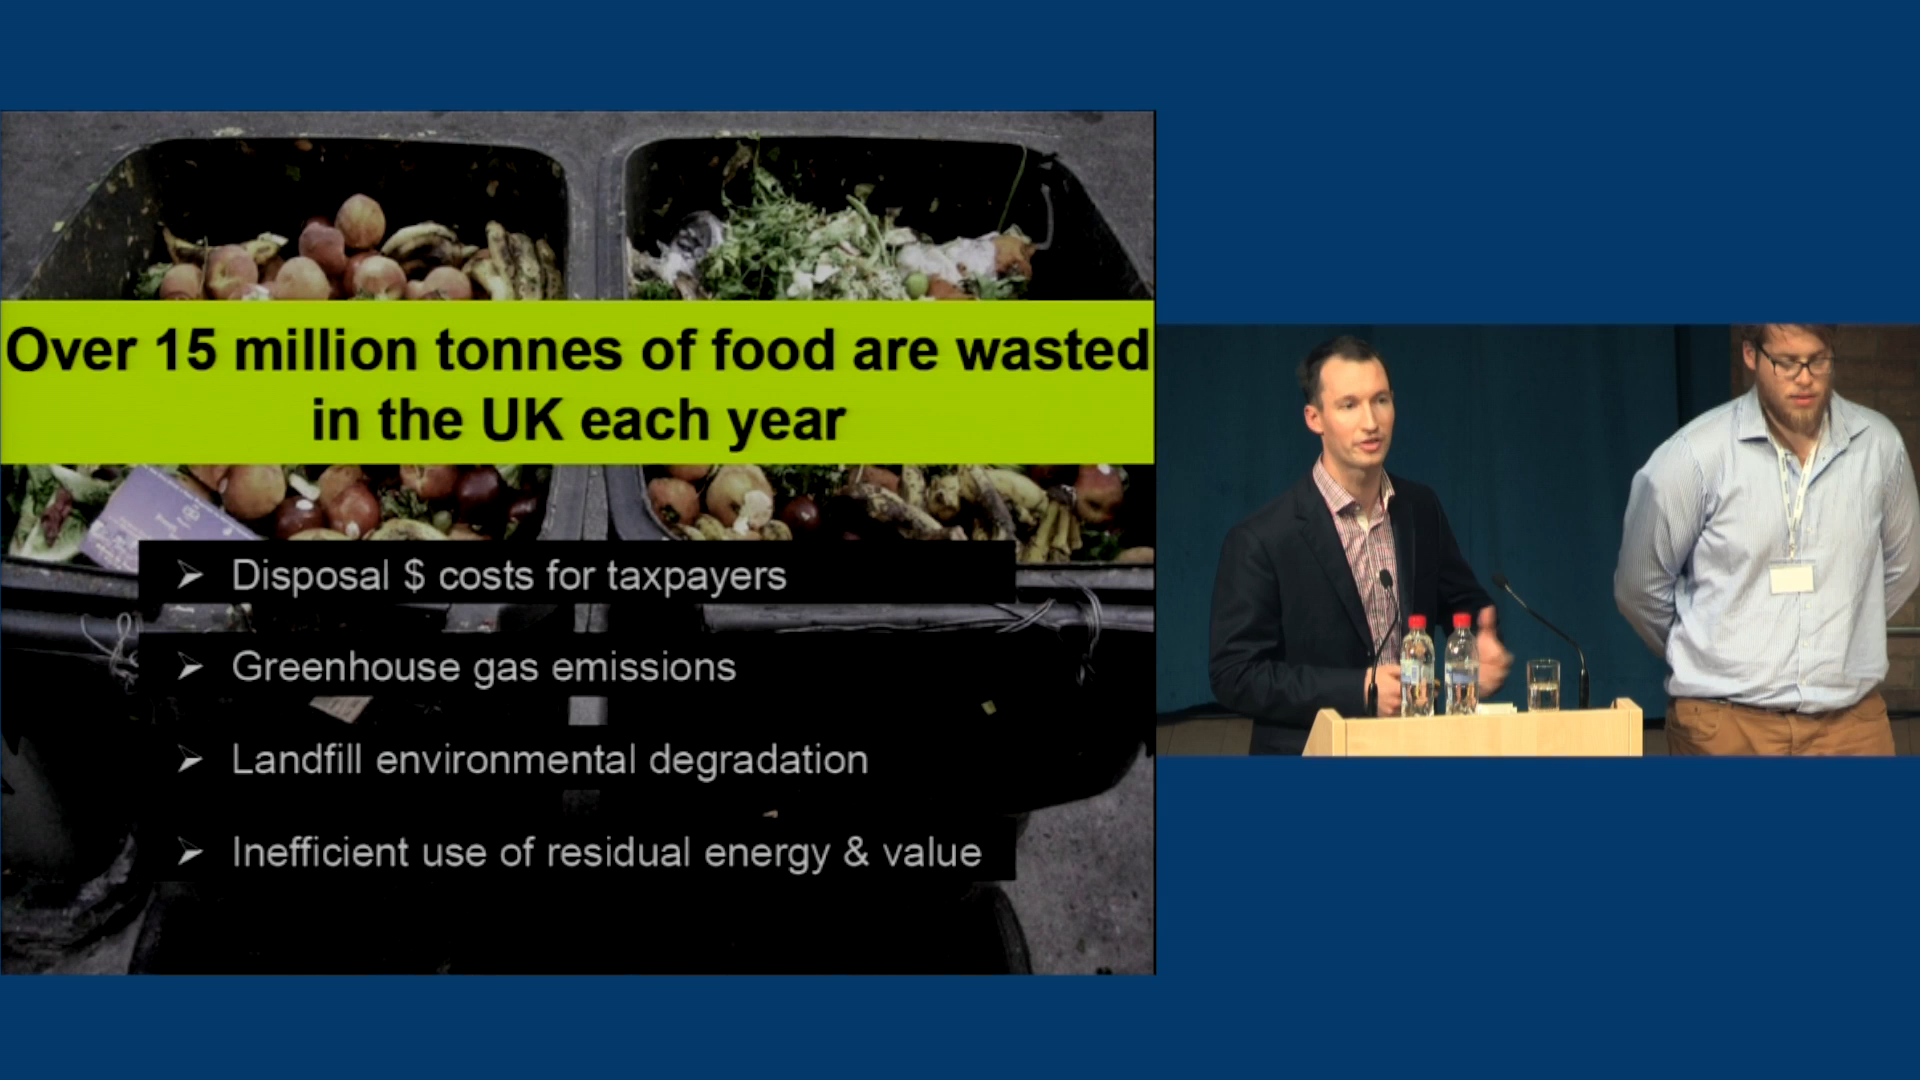 Over 15 million tonnes of food are wasted
in the UK each year
Disposal $ costs for taxpayers
Greenhouse gas emissions
Landfill environmental degradation
Inefficient use of residual energy & value